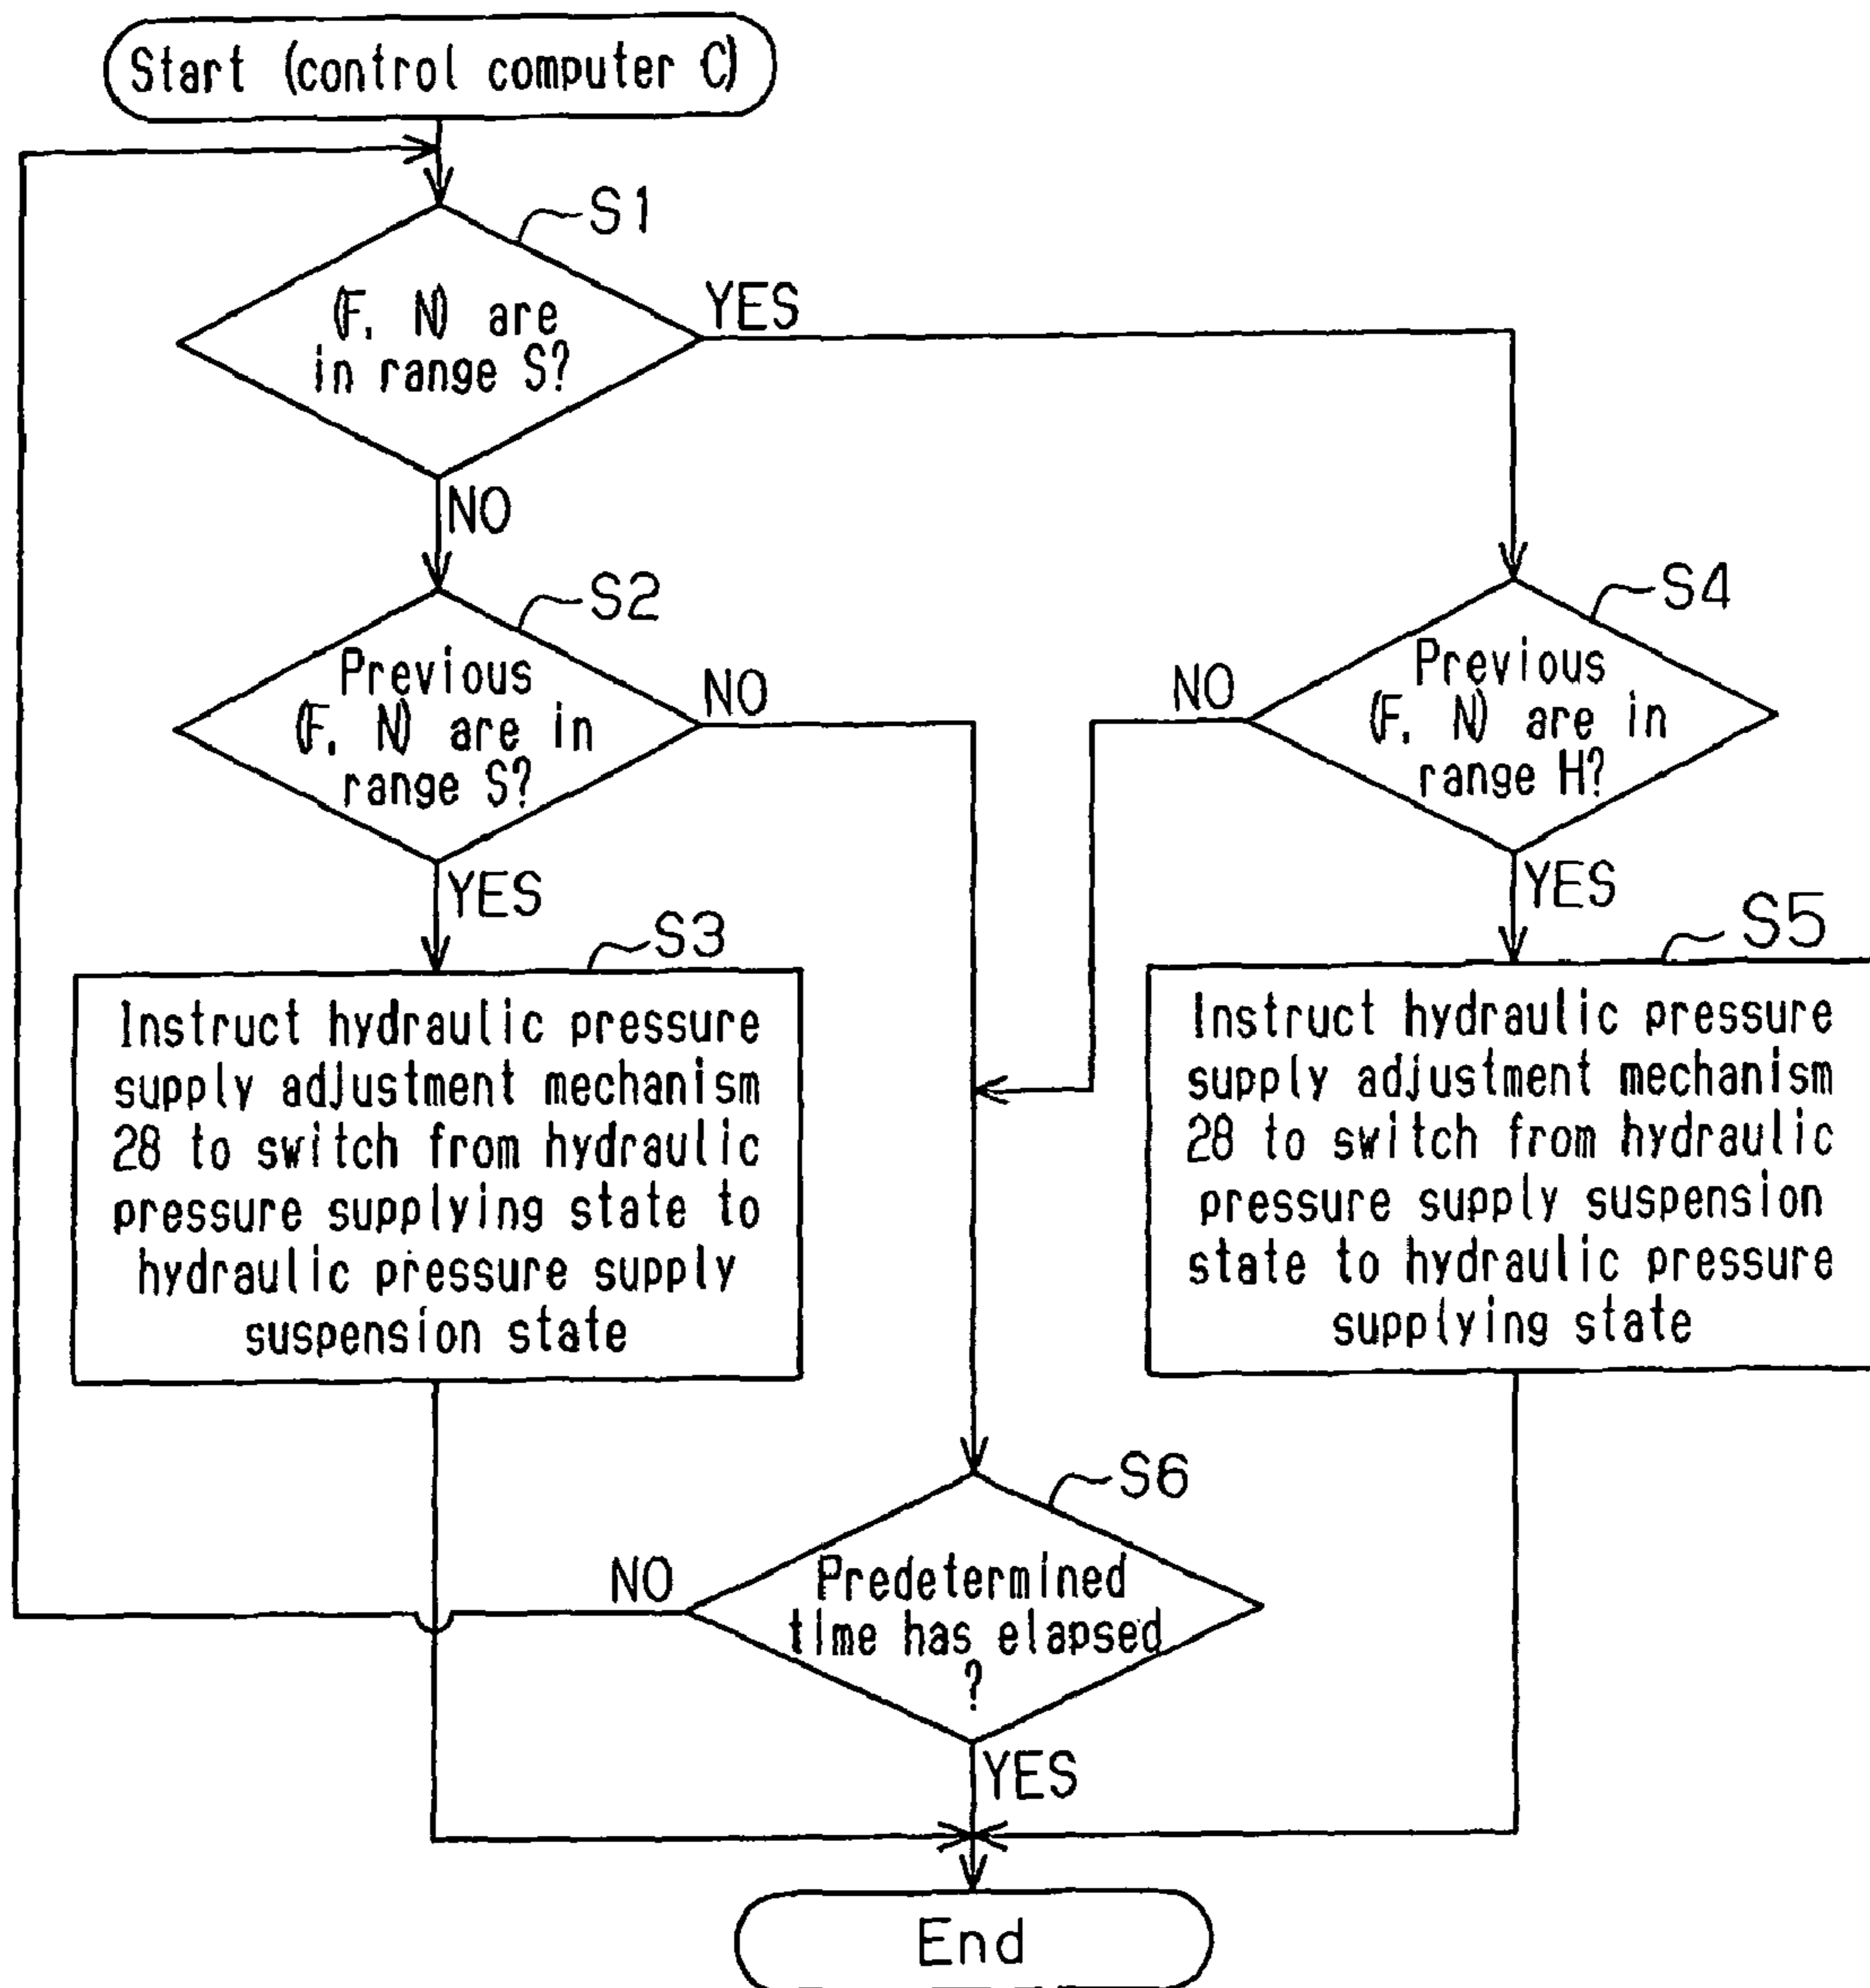 Start (control computer C)
S1
(F, N) are
in range S?
YES
NO
S2
Previous
(F, N) are in
range S?
NO
YES
S4
Previous
(F, N) are in
range H?
NO
YES
S3
Instruct hydraulic pressure
supply adjustment mechanism
28 to switch from hydraulic
pressure supplying state to
hydraulic pressure supply
suspension state
S5
Instruct hydraulic pressure
supply adjustment mechanism
28 to switch from hydraulic
pressure supply suspension
state to hydraulic pressure
supplying state
S6
Predetermined
time has elapsed
?
NO
YES
End